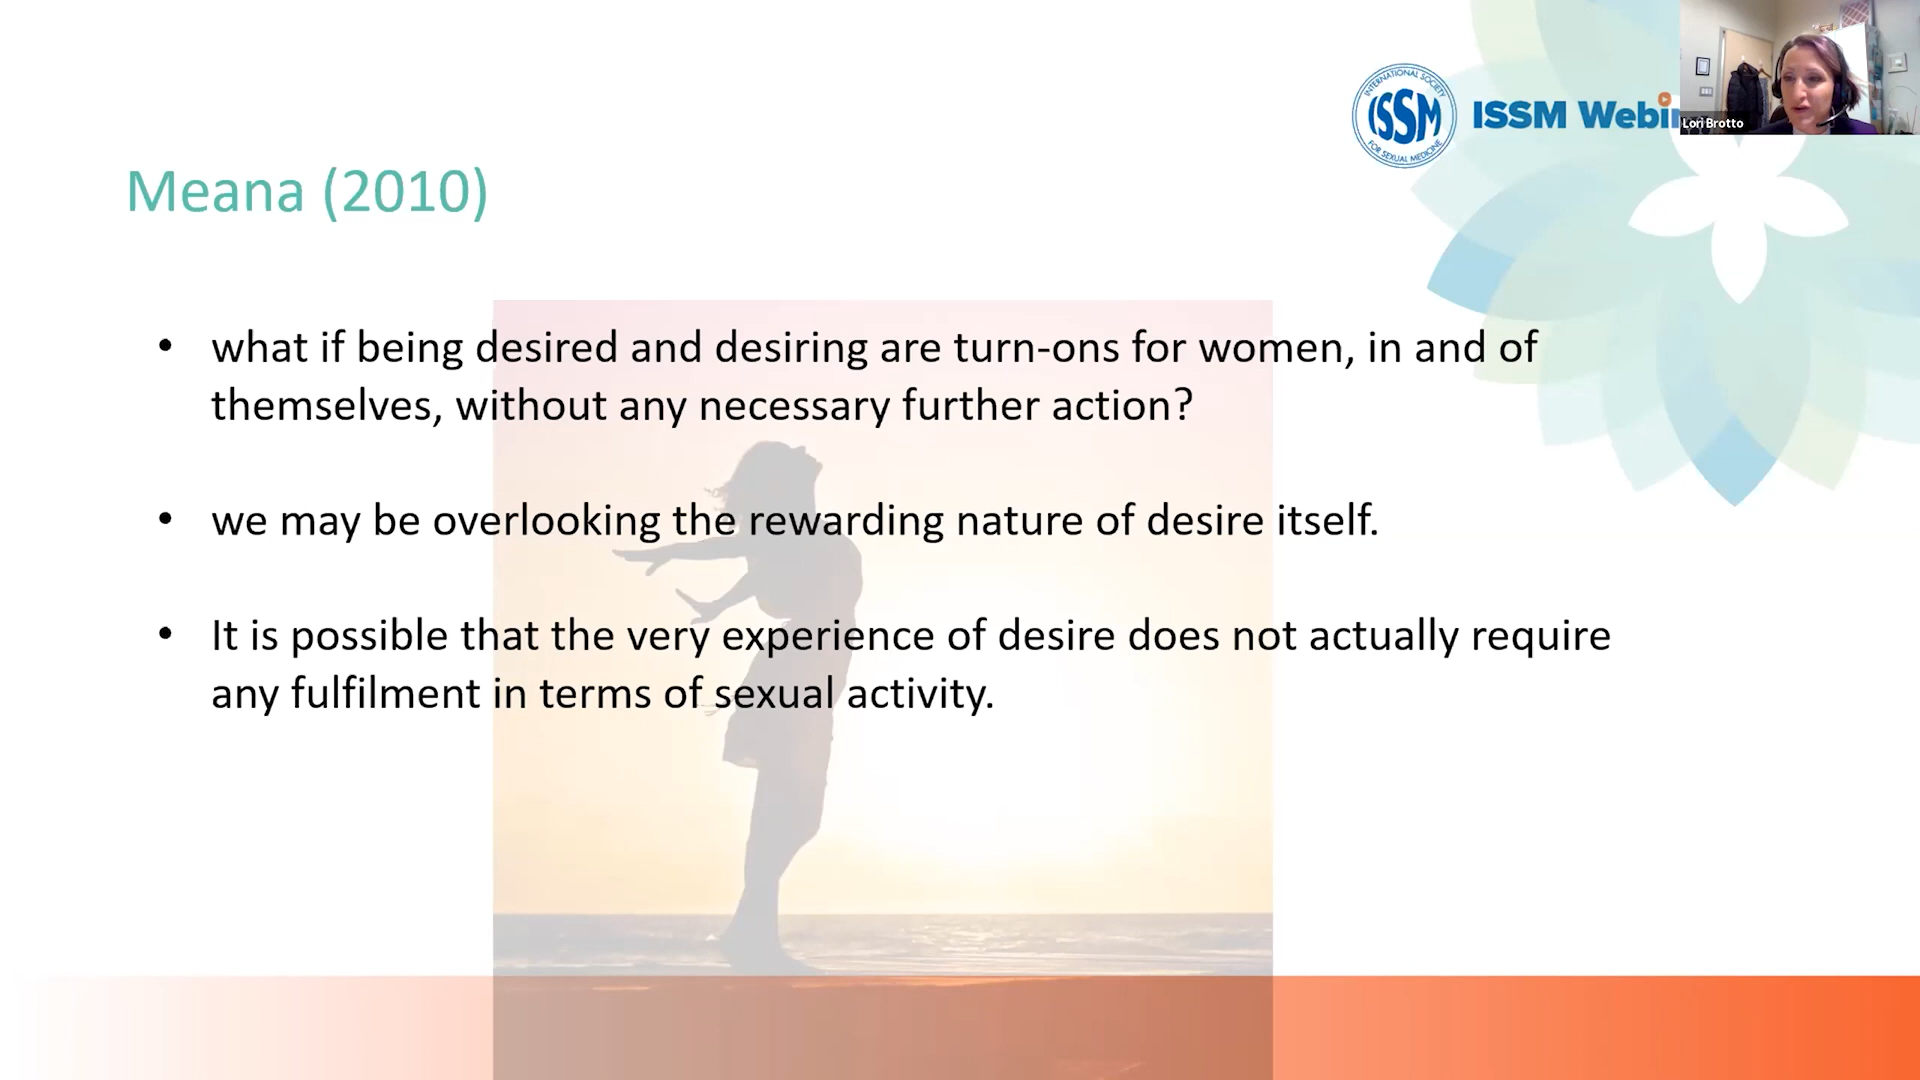 INTERNATIONAL SOCIETY
ISSM
FOR SEXUAL MEDICINE
ISSM Webi
Lori Brotto
Meana (2010)
• what if being desired and desiring are turn-ons for women, in and of
themselves, without any necessary further action?
• we may be overlooking the rewarding nature of desire itself.
• It is possible that the very experience of desire does not actually require
any fulfilment in terms of sexual activity.